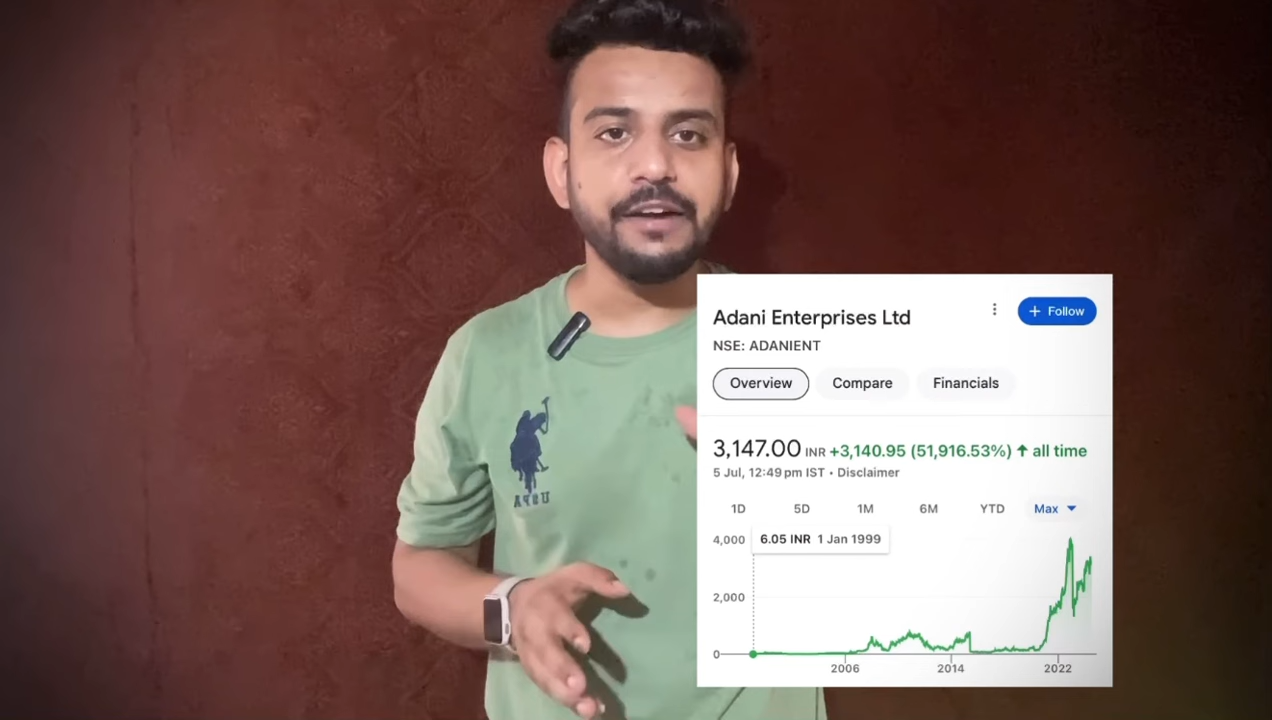 Adani Enterprises Ltd
+ Follow
NSE: ADANIENT
Overview Compare Financials
3,147.00 INR +3,140.95 (51,916.53%) ↑ all time
5 Jul, 12:49 pm IST • Disclaimer
1D 5D 1M 6M YTD Max
4,000 6.05 INR 1 Jan 1999
2,000
0
2006 2014 2022
USPA